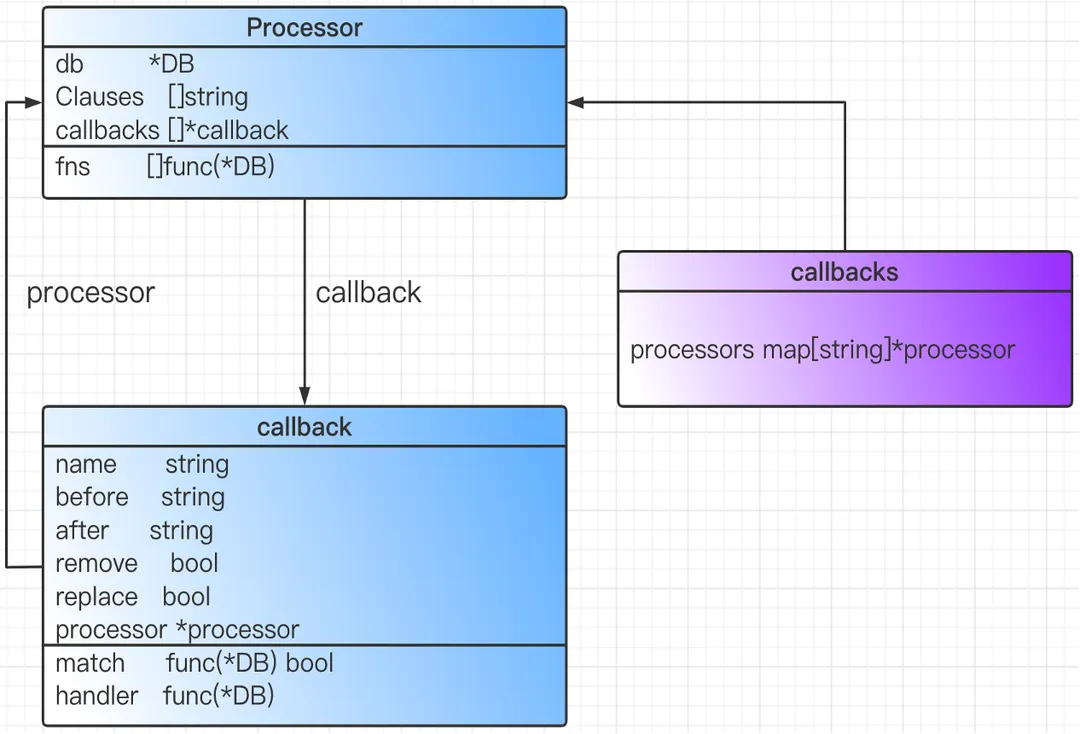 Processor
db *DB
Clauses []string
callbacks []*callback
fns []func(*DB)
processor
callback
callbacks
processors map[string]*processor
callback
name string
before string
after string
remove bool
replace bool
processor *processor
match func(*DB) bool
handler func(*DB)